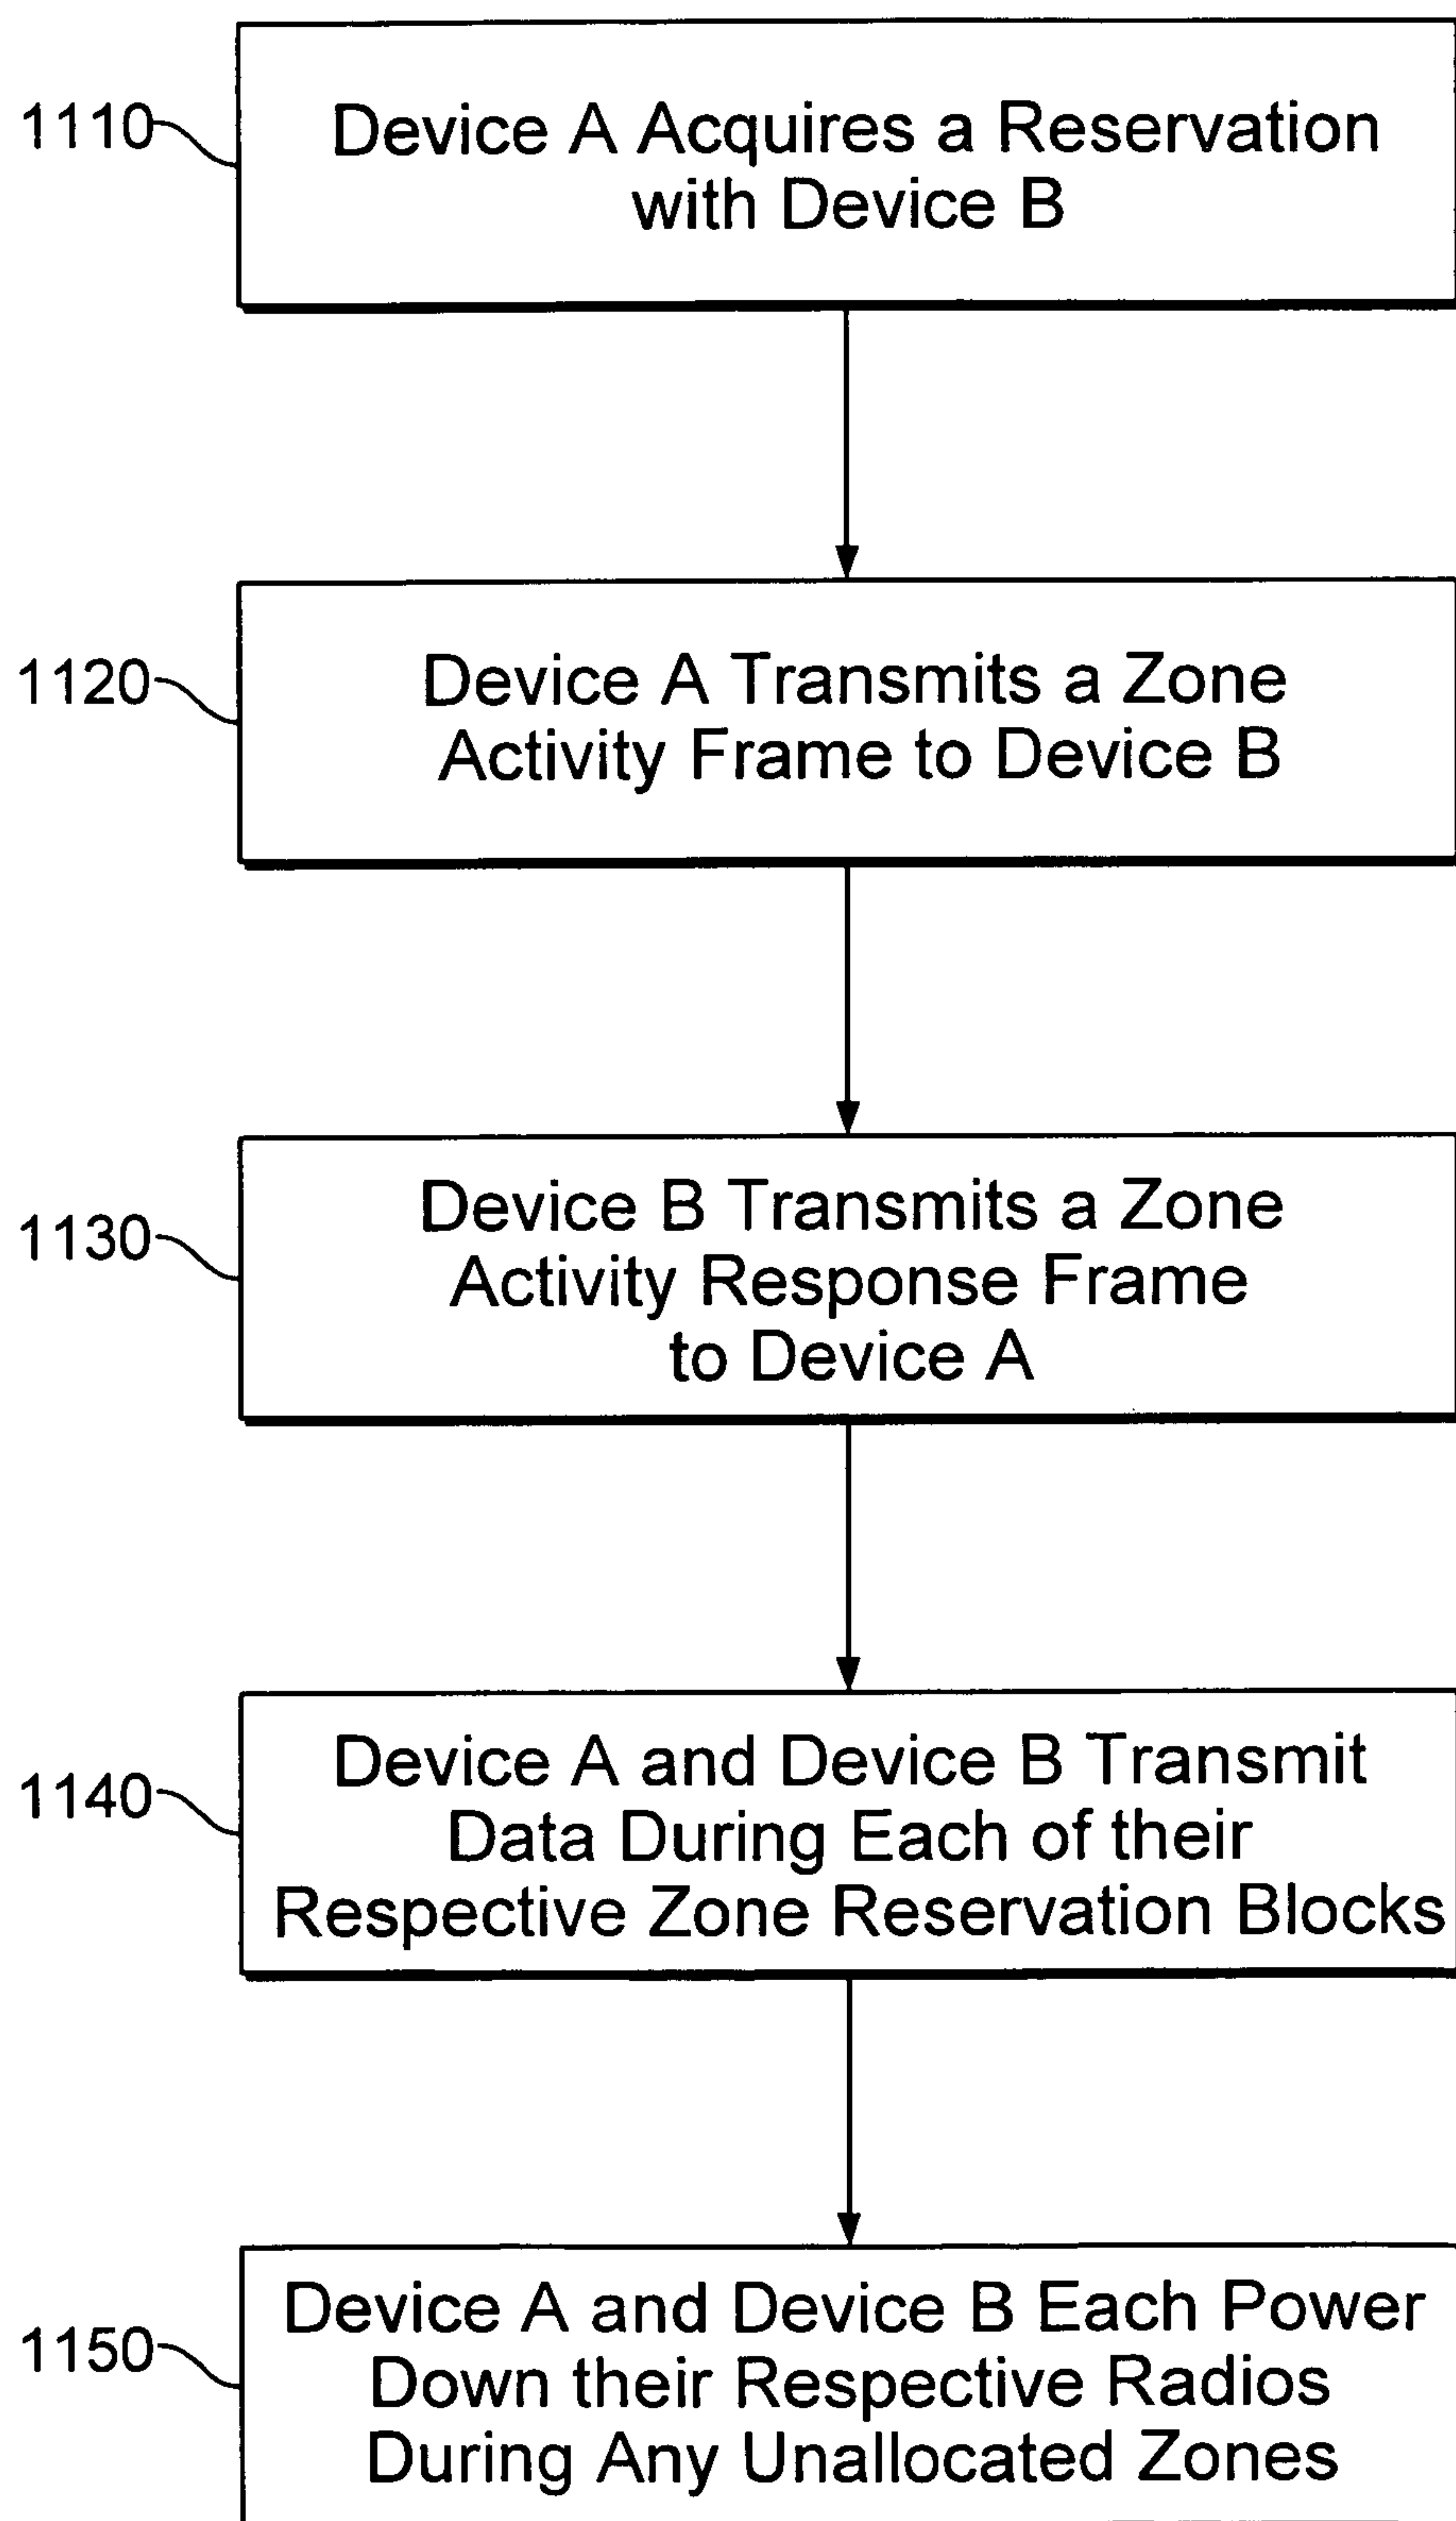 1110
Device A Acquires a Reservation
with Device B
1120
Device A Transmits a Zone
Activity Frame to Device B
1130
Device B Transmits a Zone
Activity Response Frame
to Device A
1140
Device A and Device B Transmit
Data During Each of their
Respective Zone Reservation Blocks
1150
Device A and Device B Each Power
Down their Respective Radios
During Any Unallocated Zones